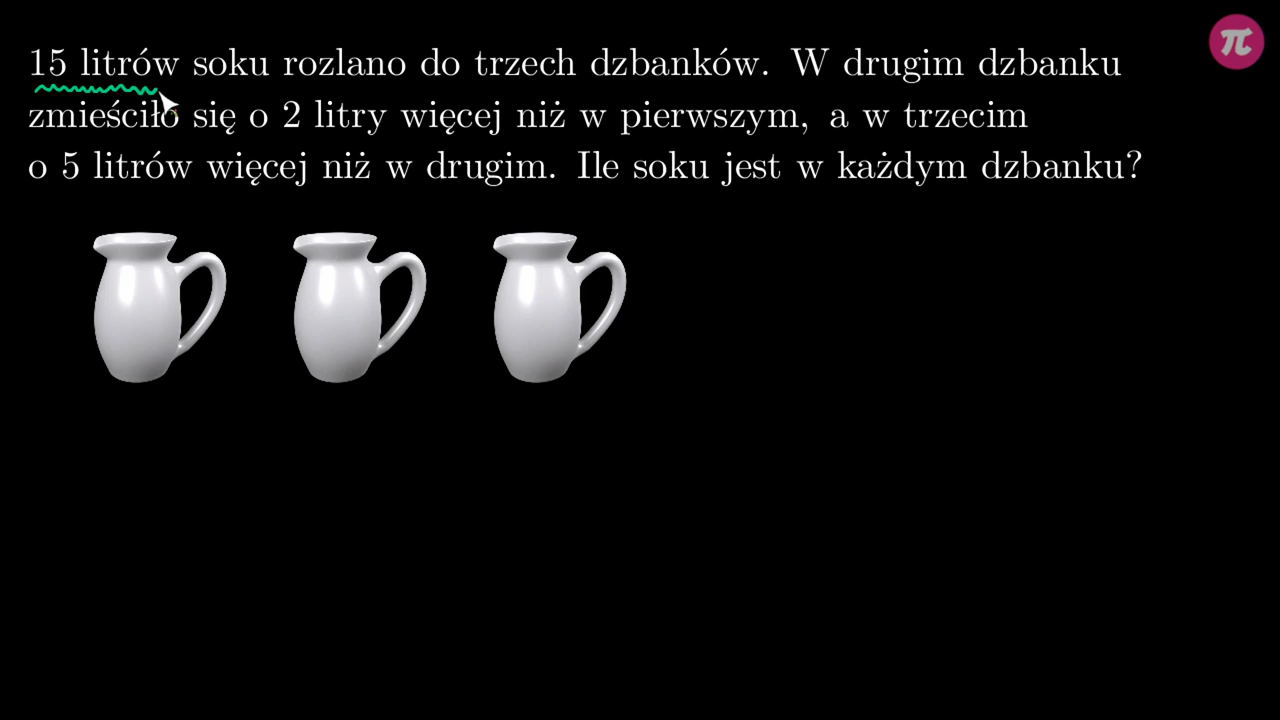 15 litrów soku rozlano do trzech dzbanków. W drugim dzbanku
zmieściło się o 2 litry więcej niż w pierwszym, a w trzecim
o 5 litrów więcej niż w drugim. Ile soku jest w każdym dzbanku?
π